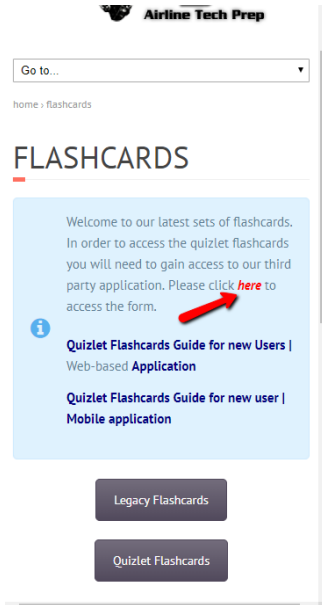 Airline Tech Prep
Go to...
home › flashcards
FLASHCARDS
Welcome to our latest sets of flashcards.
In order to access the quizlet flashcards
you will need to gain access to our third
party application. Please click here to
access the form.
Quizlet Flashcards Guide for new Users |
Web-based Application
Quizlet Flashcards Guide for new user |
Mobile application
Legacy Flashcards
Quizlet Flashcards